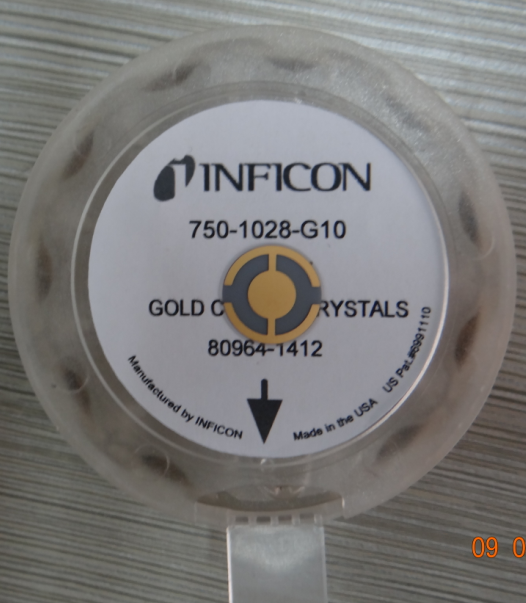 INFICON
750-1028-G10
GOLD C RYSTALS
80964-1412
Manufactured by INFICON
Made in the USA
US Pat.#6991110
09 0